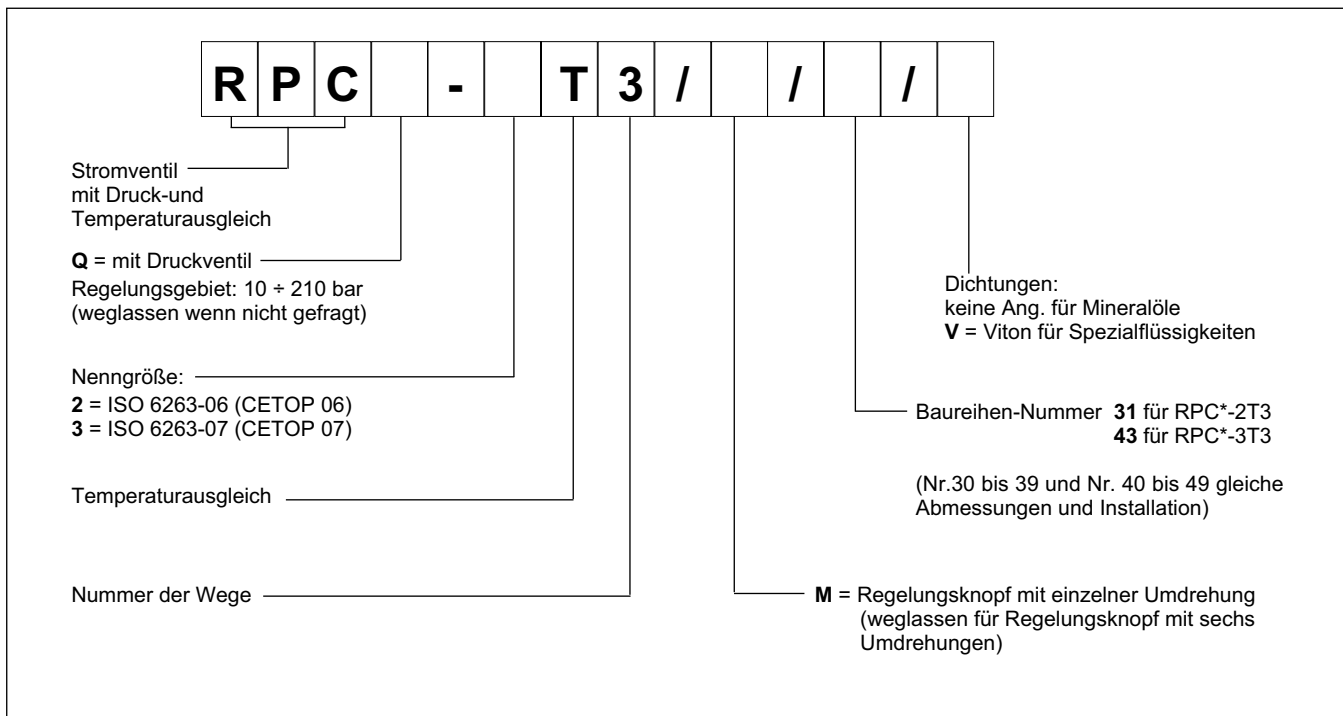 RPC - T3/ / /
Stromventil
mit Druck-und
Temperaturausgleich
Q = mit Druckventil
Regelungsgebiet: 10 ÷ 210 bar
(weglassen wenn nicht gefragt)
Nenngröße:
2 = ISO 6263-06 (CETOP 06)
3 = ISO 6263-07 (CETOP 07)
Temperaturausgleich
Nummer der Wege
Dichtungen:
keine Ang. für Mineralöle
V = Viton für Spezialflüssigkeiten
Baureihen-Nummer 31 für RPC*-2T3
43 für RPC*-3T3
(Nr.30 bis 39 und Nr. 40 bis 49 gleiche
Abmessungen und Installation)
M = Regelungsknopf mit einzelner Umdrehung
(weglassen für Regelungsknopf mit sechs
Umdrehungen)